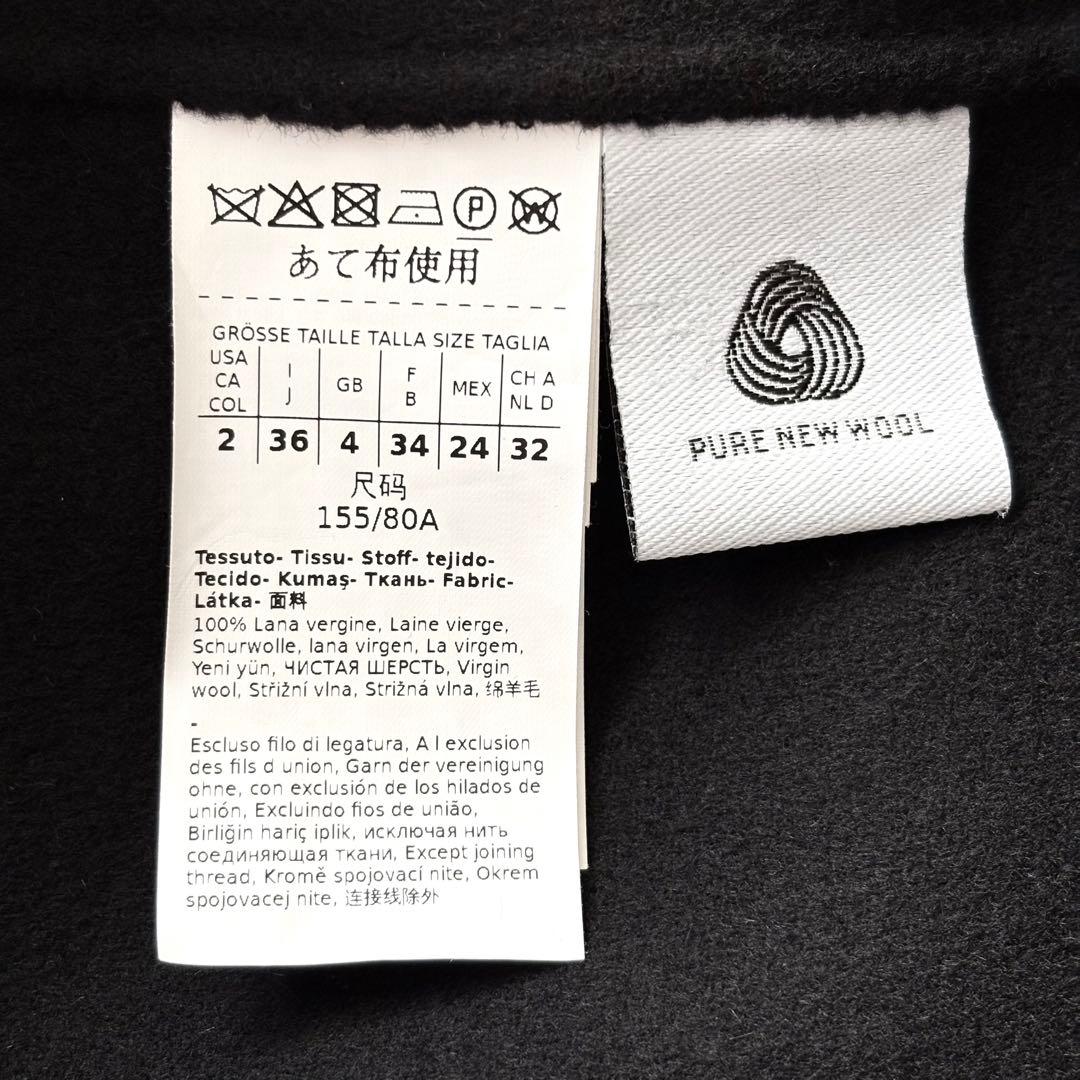 P
W
あて布使用
GRÖSSE TAILLE TALLA SIZE TAGLIA
USA CA COL
I J
GB
F B
MEX
CH A NL D
2 36 4 34 24 32
尺码
155/80A
Tessuto- Tissu- Stoff- tejido-
Tecido- Kumaş- Ткань- Fabric-
Látka- 面料
100% Lana vergine, Laine vierge,
Schurwolle, lana virgen, La virgem,
Yeni yün, ЧИСТАЯ ШЕРСТЬ, Virgin
wool, Střižní vlna, Strižná vlna, 绵羊毛
-
Escluso filo di legatura, A l exclusion
des fils d union, Garn der vereinigung
ohne, con exclusión de los hilados de
unión, Excluindo fios de união,
Birliğin hariç iplik, исключая нить
соединяющая ткани, Except joining
thread, Kromě spojovací nite, Okrem
spojovacej nite, 连接线除外
PURE NEW WOOL